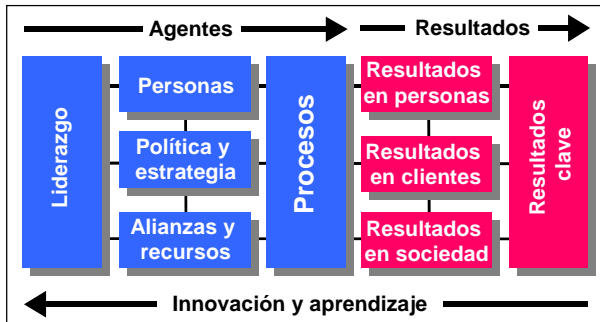 Agentes
Resultados
Liderazgo
Personas
Política y
estrategia
Alianzas y
recursos
Procesos
Resultados
en personas
Resultados
en clientes
Resultados
en sociedad
Resultados
clave
Innovación y aprendizaje